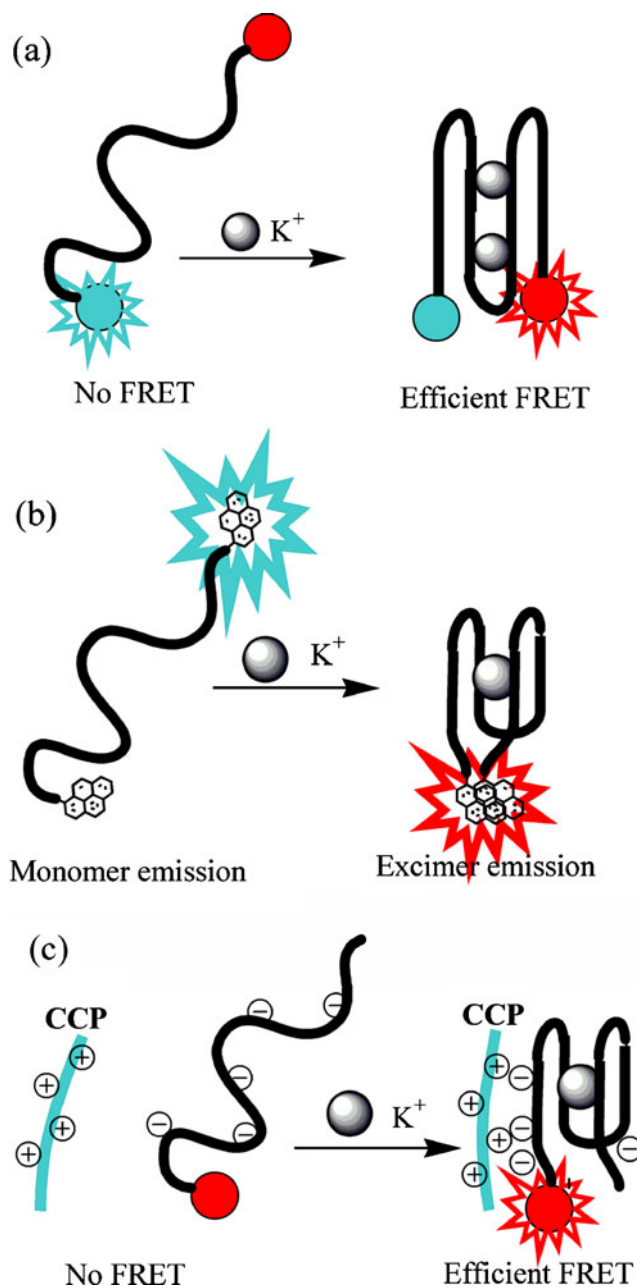 (a)
K⁺
No FRET
Efficient FRET
(b)
K⁺
Monomer emission
Excimer emission
(c)
CCP
CCP
+
+
+
+
−
−
−
−
−
K⁺
+
+
+
+
+
−
−
−
−
+
No FRET
Efficient FRET